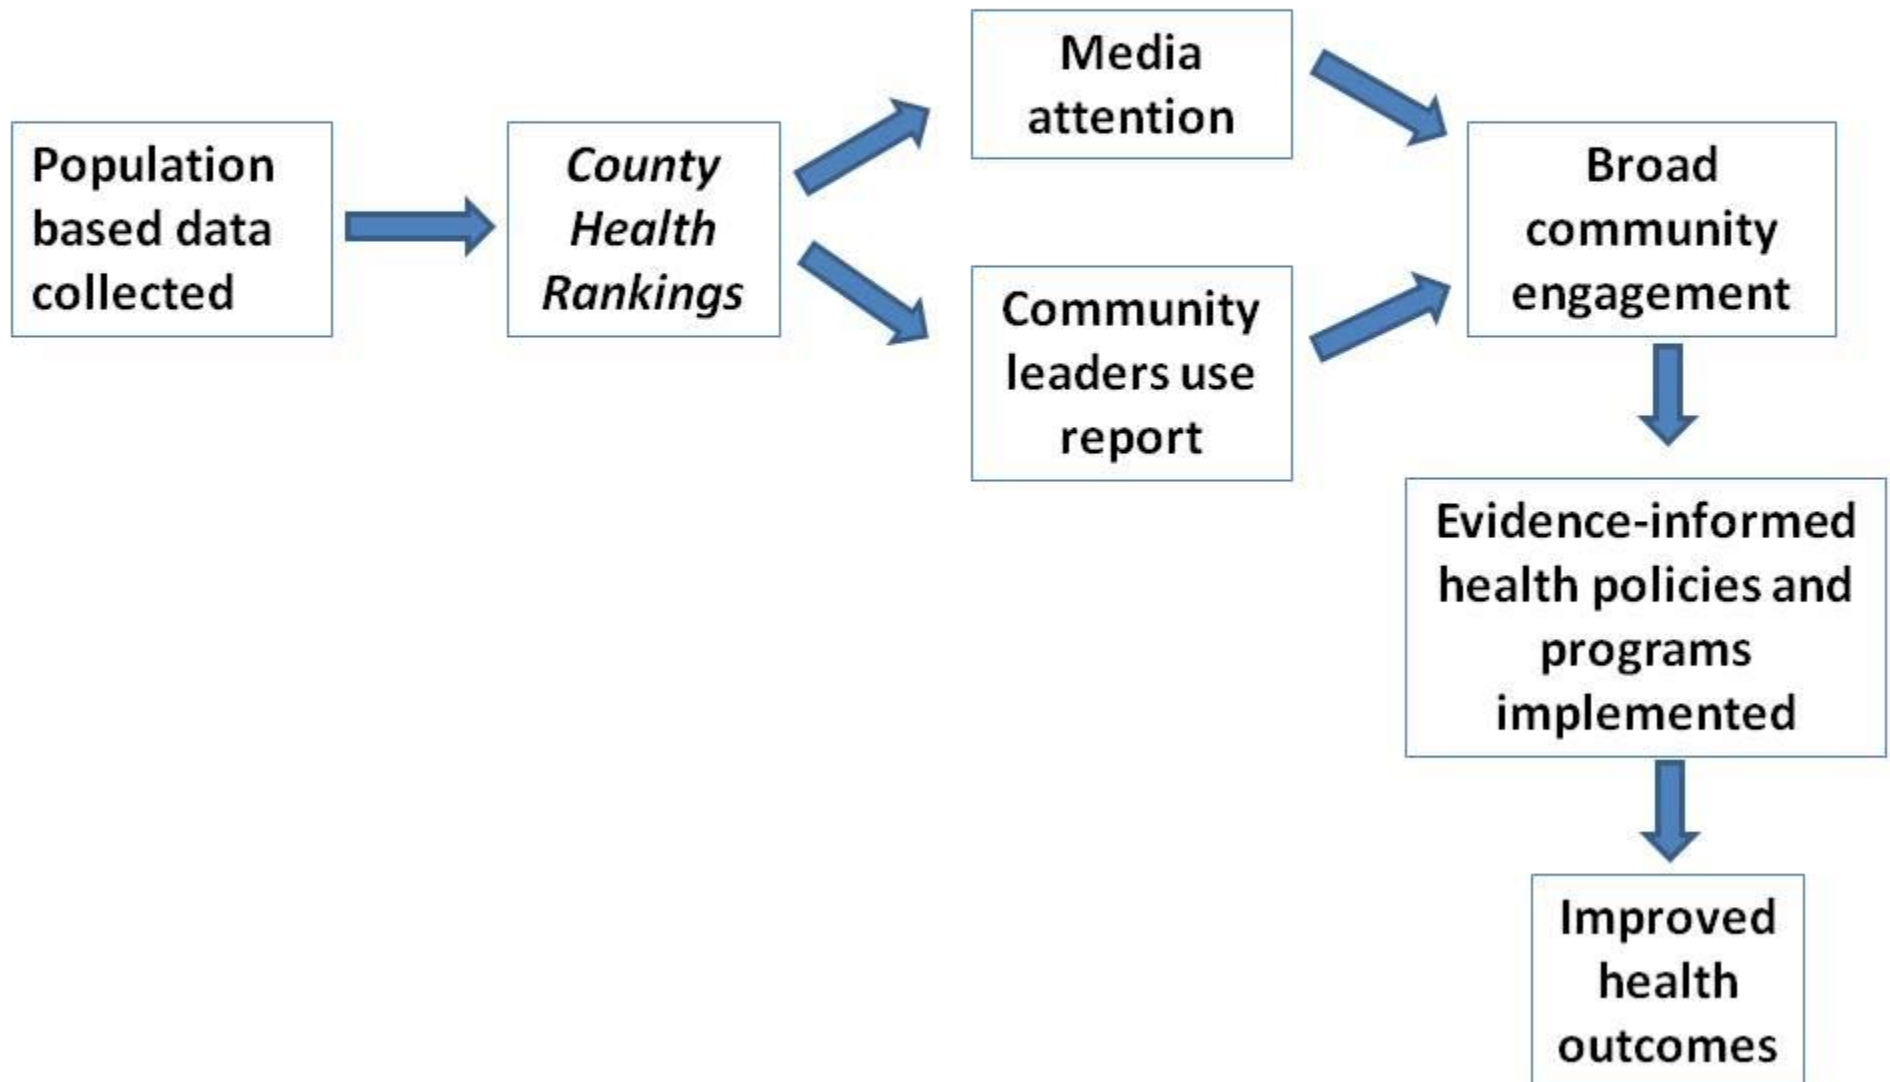 Population
based data
collected
County
Health
Rankings
Media
attention
Community
leaders use
report
Broad
community
engagement
Evidence-informed
health policies and
programs
implemented
Improved
health
outcomes